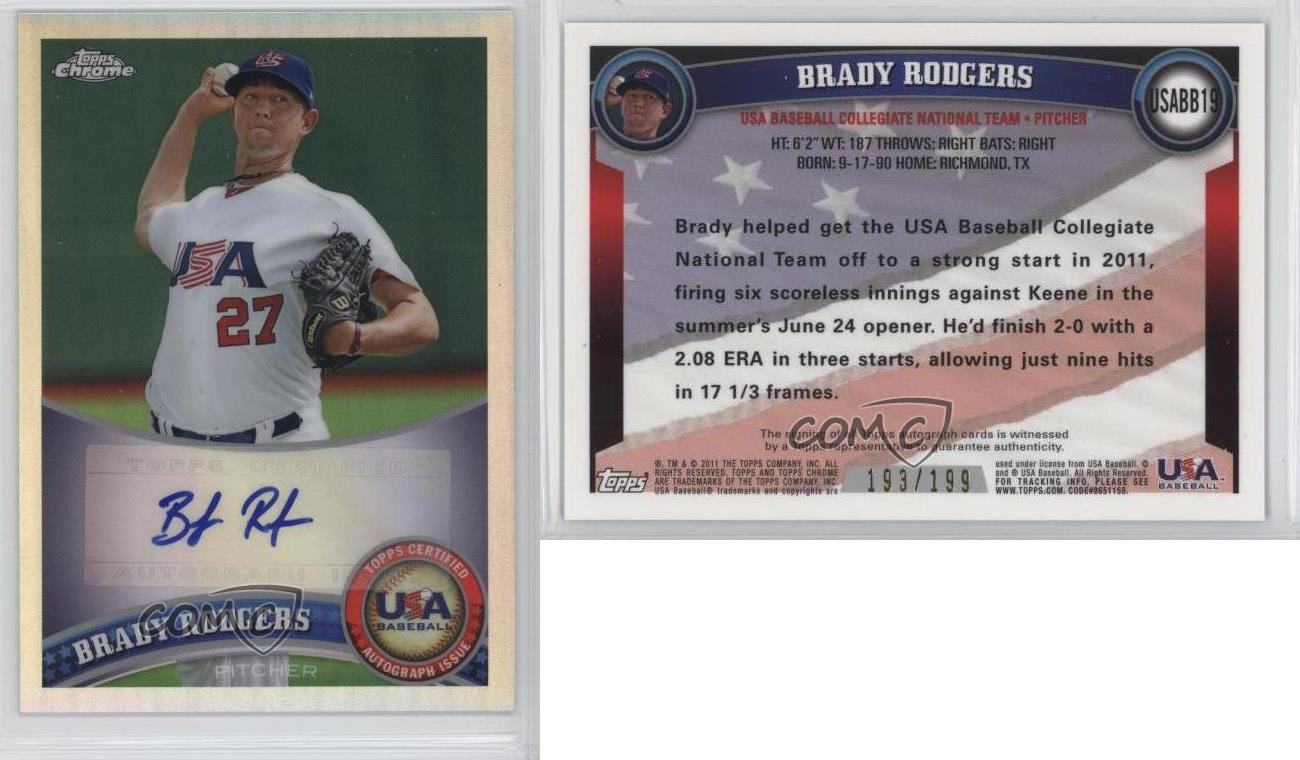 Topps
Chrome
USA
27
TOPPS CERTIFIED
AUTOGRAPH
TOPPS CERTIFIED
USA
BASEBALL
AUTOGRAPH ISSUE
BRADY RODGERS
COMC
PITCHER
BRADY RODGERS
USABB19
USA BASEBALL COLLEGIATE NATIONAL TEAM • PITCHER
HT: 6'2" WT: 187 THROWS: RIGHT BATS: RIGHT
BORN: 9-17-90 HOME: RICHMOND, TX
Brady helped get the USA Baseball Collegiate
National Team off to a strong start in 2011,
firing six scoreless innings against Keene in the
summer's June 24 opener. He'd finish 2-0 with a
2.08 ERA in three starts, allowing just nine hits
in 17 1/3 frames.
COMC
The signing of all Topps autograph cards is witnessed
by a Topps representative to guarantee authenticity.
Topps
®, TM & © 2011 THE TOPPS COMPANY, INC. ALL
RIGHTS RESERVED. TOPPS AND TOPPS CHROME
ARE TRADEMARKS OF THE TOPPS COMPANY, INC.
USA Baseball® trademarks and copyrights are
193/199
used under license from USA Baseball. ©
and ® USA Baseball. All Rights Reserved.
FOR TRACKING INFO, PLEASE SEE
WWW.TOPPS.COM. CODE#8651158.
USA
BASEBALL